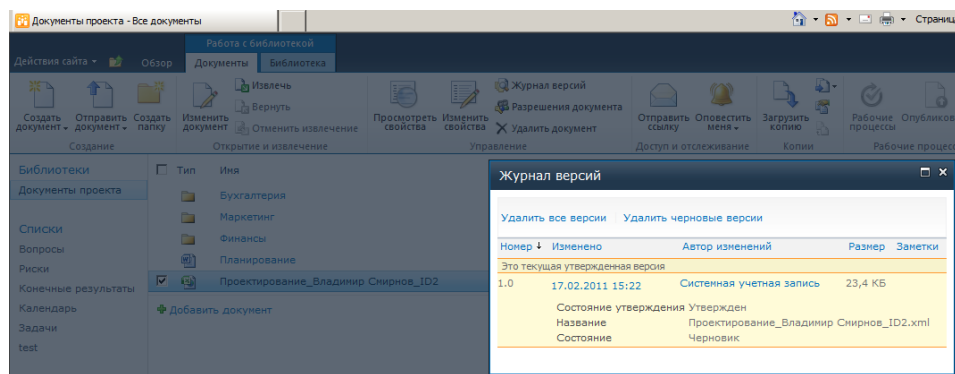 Документы проекта - Все документы
Страниц
Работа с библиотекой
Действия сайта
Обзор
Документы
Библиотека
Создать документ
Отправить документ
Создать папку
Изменить документ
Извлечь
Вернуть
Отменить извлечение
Просмотреть свойства
Изменить свойства
Журнал версий
Разрешения документа
Удалить документ
Отправить ссылку
Оповестить меня
Загрузить копию
Рабочие процессы
Опубликов
Создание
Открытие и извлечение
Управление
Доступ и отслеживание
Копии
Рабочие процесс
Библиотеки
Документы проекта
Списки
Вопросы
Риски
Конечные результаты
Календарь
Задачи
test
Тип Имя
Бухгалтерия
Маркетинг
Финансы
Планирование
Проектирование_Владимир Смирнов_ID2
Добавить документ
Журнал версий
Удалить все версии Удалить черновые версии
Номер Изменено Автор изменений Размер Заметки
Это текущая утвержденная версия
1.0 17.02.2011 15:22 Системная учетная запись 23,4 КБ
Состояние утверждения Утвержден
Название Проектирование_Владимир Смирнов_ID2.xml
Состояние Черновик